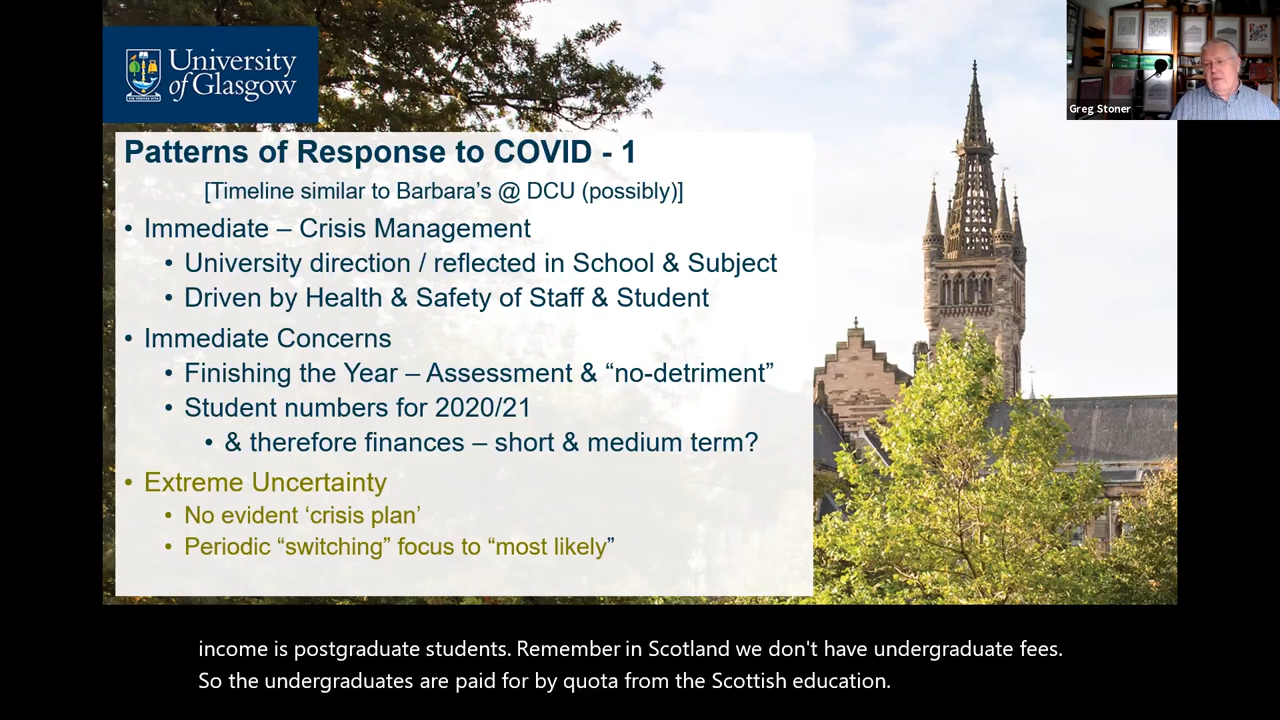 University
of Glasgow
Greg Stoner
Patterns of Response to COVID - 1
[Timeline similar to Barbara's @ DCU (possibly)]
• Immediate – Crisis Management
• University direction / reflected in School & Subject
• Driven by Health & Safety of Staff & Student
• Immediate Concerns
• Finishing the Year – Assessment & “no-detriment”
• Student numbers for 2020/21
• & therefore finances – short & medium term?
• Extreme Uncertainty
• No evident ‘crisis plan’
• Periodic “switching” focus to “most likely”
income is postgraduate students. Remember in Scotland we don't have undergraduate fees.
So the undergraduates are paid for by quota from the Scottish education.